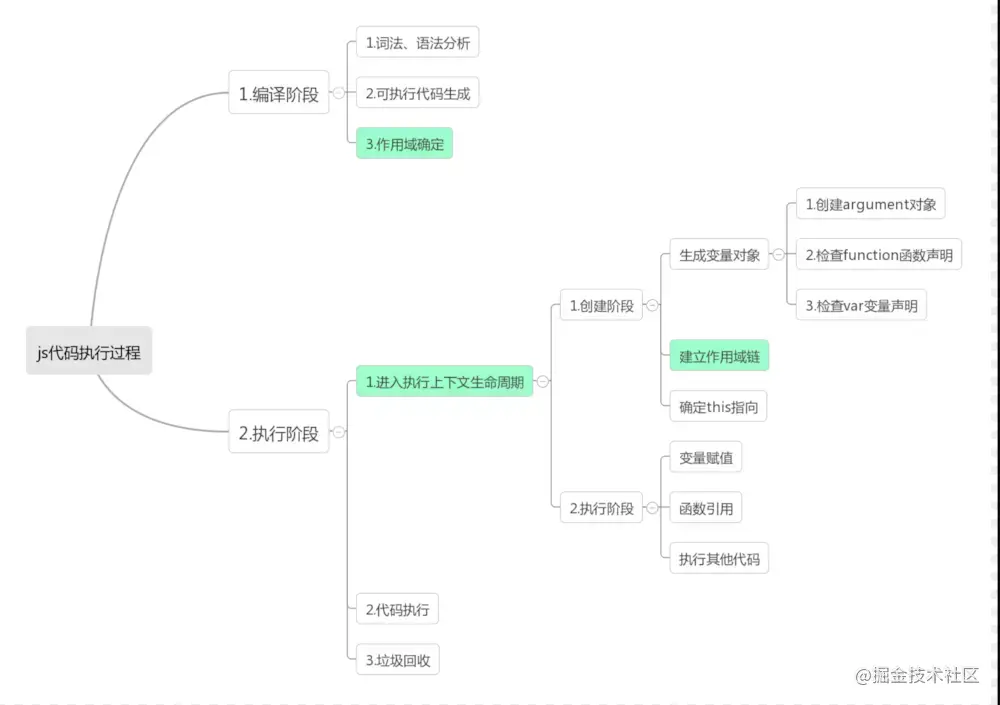 js代码执行过程
1.编译阶段
1.词法、语法分析
2.可执行代码生成
3.作用域确定
2.执行阶段
1.进入执行上下文生命周期
1.创建阶段
生成变量对象
1.创建argument对象
2.检查function函数声明
3.检查var变量声明
建立作用域链
确定this指向
2.执行阶段
变量赋值
函数引用
执行其他代码
2.代码执行
3.垃圾回收
@掘金技术社区